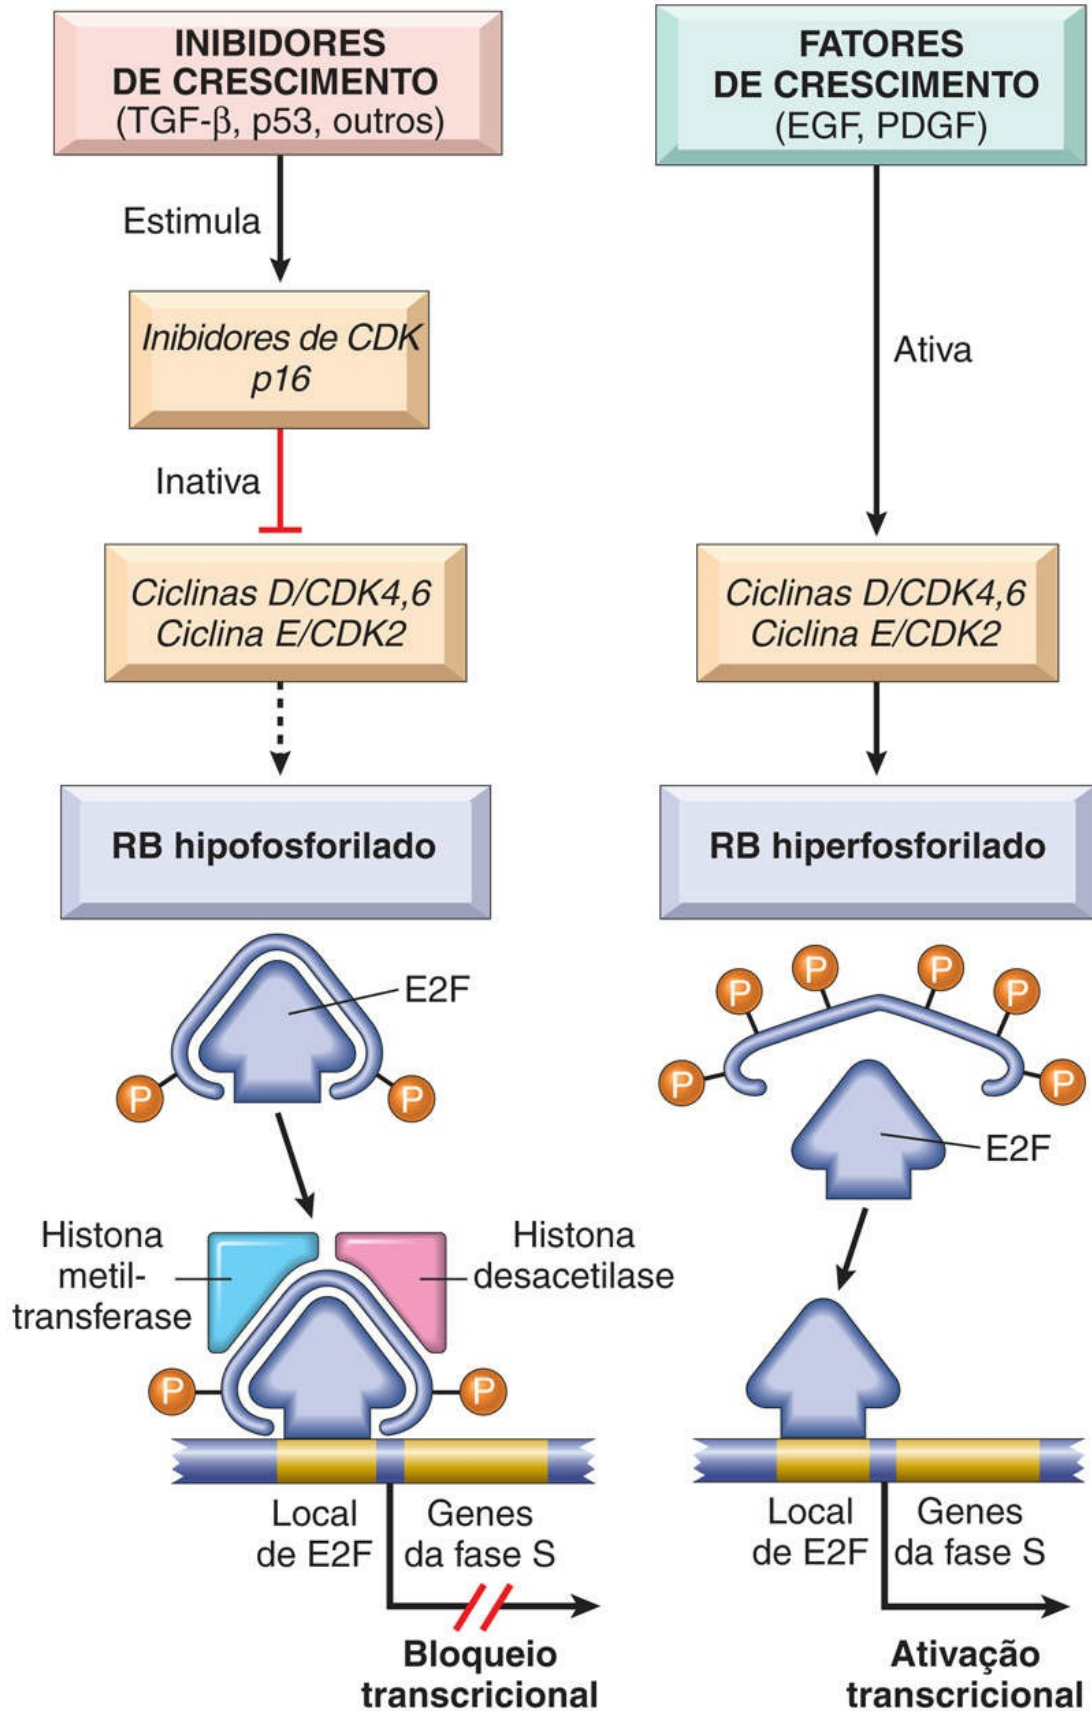 INIBIDORES
DE CRESCIMENTO
(TGF-β, p53, outros)
Estimula
Inibidores de CDK
p16
Inativa
Ciclinas D/CDK4,6
Ciclina E/CDK2
RB hipofosforilado
E2F
P
P
Histona
metil-
transferase
Histona
desacetilase
P
P
Local
de E2F
Genes
da fase S
Bloqueio
transcricional
FATORES
DE CRESCIMENTO
(EGF, PDGF)
Ativa
Ciclinas D/CDK4,6
Ciclina E/CDK2
RB hiperfosforilado
P
P
P
P
P
P
E2F
Local
de E2F
Genes
da fase S
Ativação
transcricional